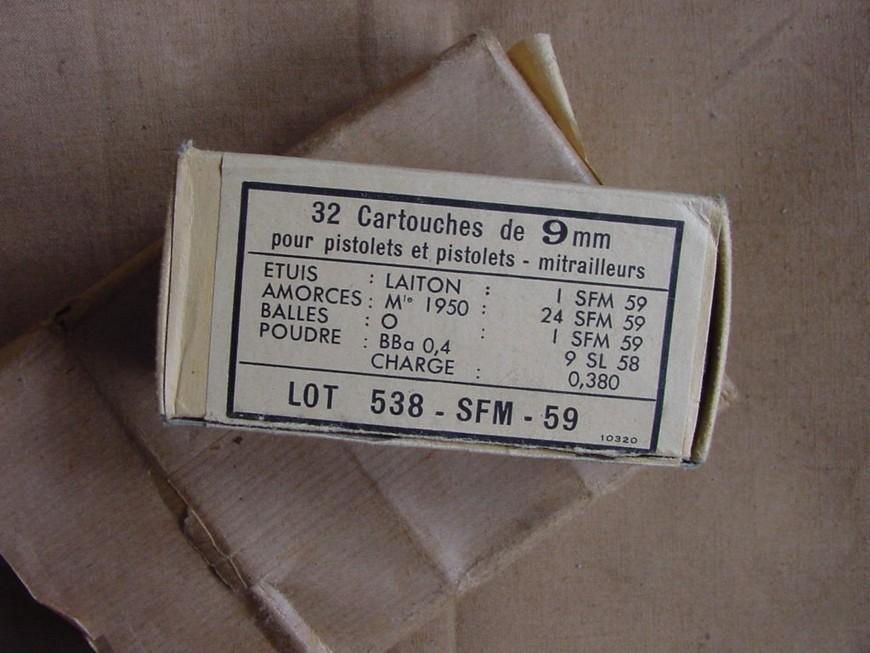 32 Cartouches de 9 mm
pour pistolets et pistolets - mitrailleurs
ETUIS : LAITON : 1 SFM 59
AMORCES : Mle 1950 : 24 SFM 59
BALLES : O : 1 SFM 59
POUDRE : BBa 0,4 9 SL 58
CHARGE : 0,380
LOT 538 - SFM - 59
10320